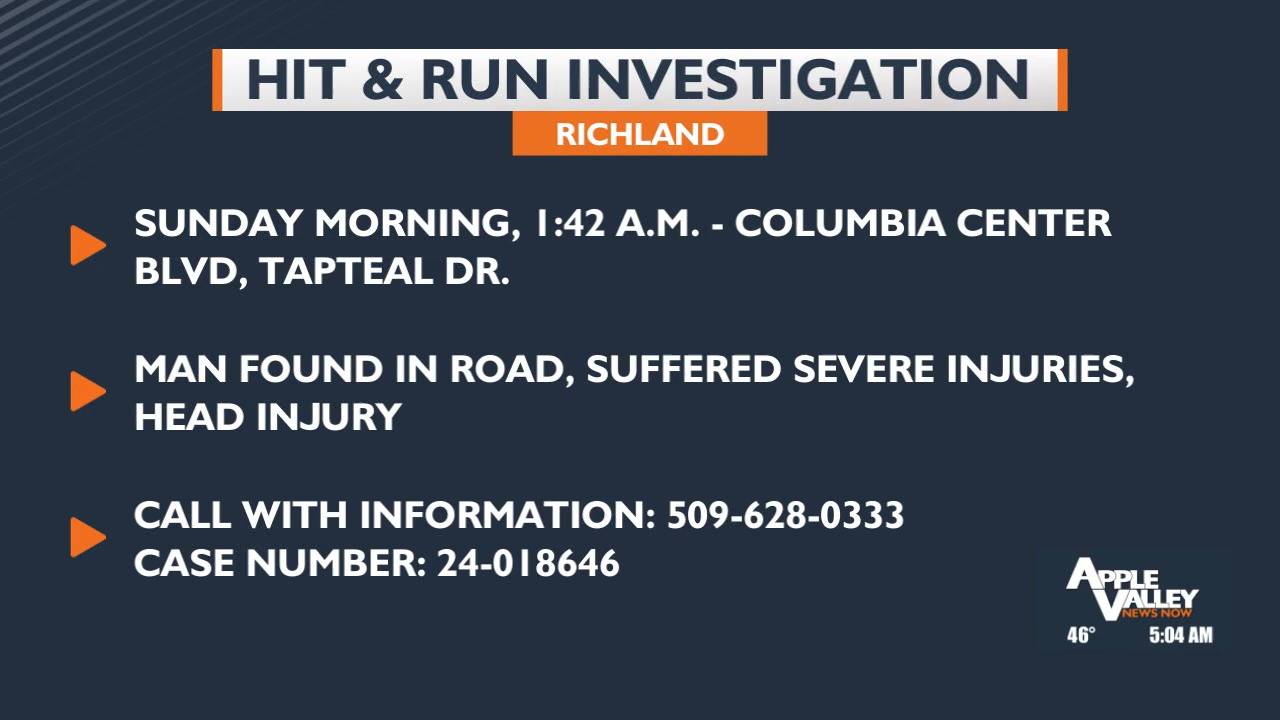 HIT & RUN INVESTIGATION
RICHLAND
SUNDAY MORNING, 1:42 A.M. - COLUMBIA CENTER
BLVD, TAPTEAL DR.
MAN FOUND IN ROAD, SUFFERED SEVERE INJURIES,
HEAD INJURY
CALL WITH INFORMATION: 509-628-0333
CASE NUMBER: 24-018646
APPLE
VALLEY
NEWS NOW
46° 5:04 AM